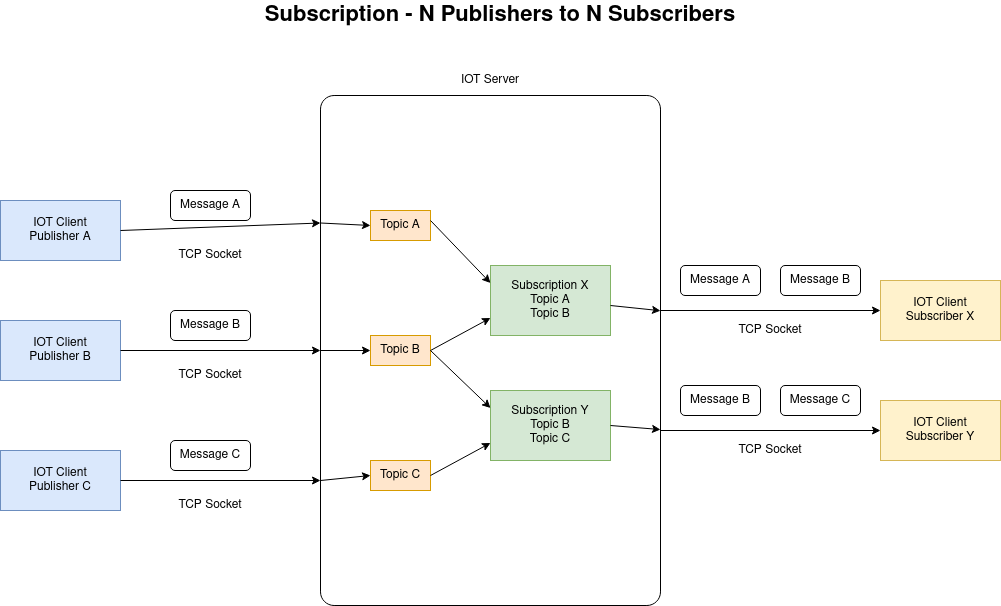 Subscription - N Publishers to N Subscribers
IOT Server
IOT Client
Publisher A
Message A
TCP Socket
Topic A
IOT Client
Publisher B
Message B
TCP Socket
Topic B
IOT Client
Publisher C
Message C
TCP Socket
Topic C
Subscription X
Topic A
Topic B
Subscription Y
Topic B
Topic C
Message A
Message B
TCP Socket
IOT Client
Subscriber X
Message B
Message C
TCP Socket
IOT Client
Subscriber Y